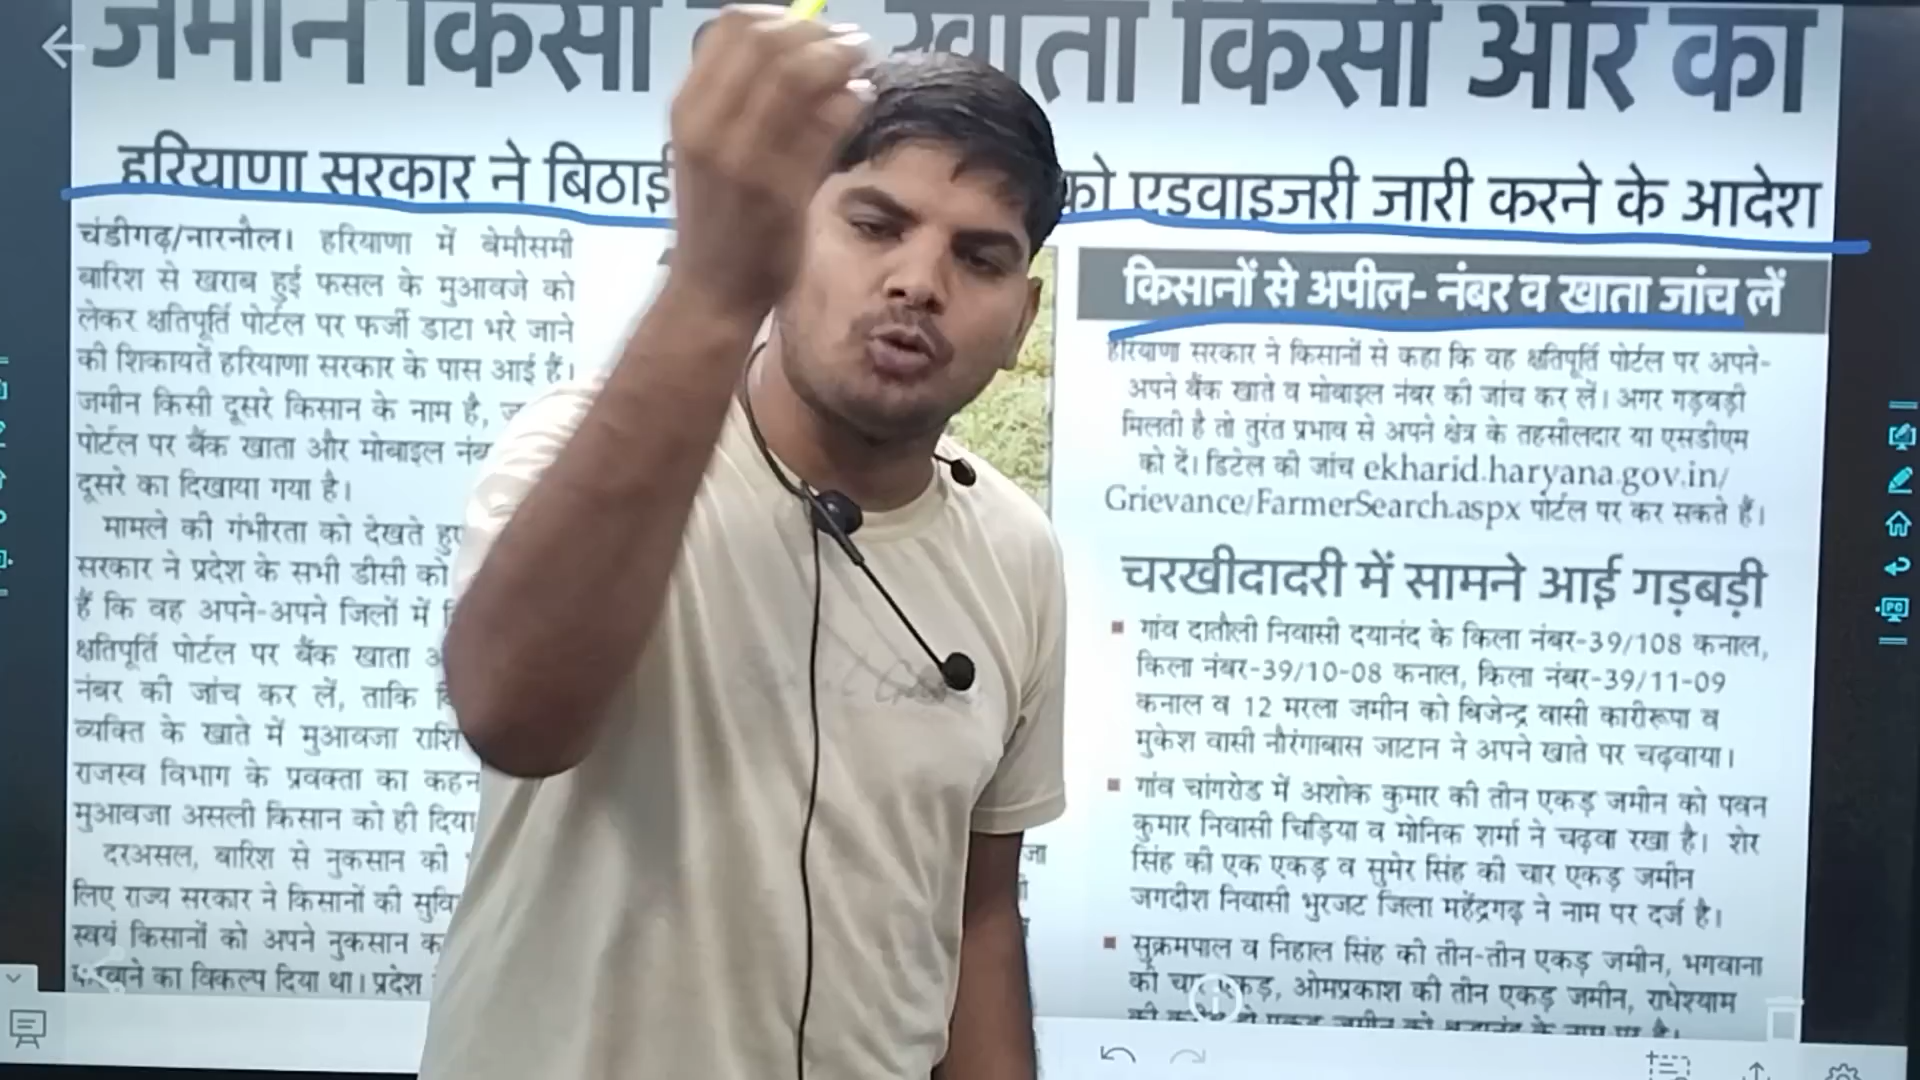 जमीन किसी खाता किसी और का
हरियाणा सरकार ने बिठाई को एडवाइजरी जारी करने के आदेश
चंडीगढ़/नारनौल। हरियाणा में बेमौसमी
बारिश से खराब हुई फसल के मुआवजे को
लेकर क्षतिपूर्ति पोर्टल पर फर्जी डाटा भरे जाने
की शिकायतें हरियाणा सरकार के पास आई हैं।
जमीन किसी दूसरे किसान के नाम है,
पोर्टल पर बैंक खाता और मोबाइल नंब
दूसरे का दिखाया गया है।
मामले की गंभीरता को देखते हुए
सरकार ने प्रदेश के सभी डीसी को
हैं कि वह अपने-अपने जिलों में
क्षतिपूर्ति पोर्टल पर बैंक खाता
नंबर की जांच कर लें, ताकि
व्यक्ति के खाते में मुआवजा राशि
राजस्व विभाग के प्रवक्ता का कहन
मुआवजा असली किसान को ही दिया
दरअसल, बारिश से नुकसान की
लिए राज्य सरकार ने किसानों की सुवि
स्वयं किसानों को अपने नुकसान क
का विकल्प दिया था। प्रदेश
किसानों से अपील- नंबर व खाता जांच लें
हरियाणा सरकार ने किसानों से कहा कि वह क्षतिपूर्ति पोर्टल पर अपने-
अपने बैंक खाते व मोबाइल नंबर की जांच कर लें। अगर गड़बड़ी
मिलती है तो तुरंत प्रभाव से अपने क्षेत्र के तहसीलदार या एसडीएम
को दें। डिटेल की जांच ekharid.haryana.gov.in/
Grievance/FarmerSearch.aspx पोर्टल पर कर सकते हैं।
चरखीदादरी में सामने आई गड़बड़ी
गांव दातौली निवासी दयानंद के किला नंबर-39/108 कनाल,
किला नंबर-39/10-08 कनाल, किला नंबर-39/11-09
कनाल व 12 मरला जमीन को बिजेन्द्र वासी कारीरूपा व
मुकेश वासी नौरंगाबास जाटान ने अपने खाते पर चढ़वाया।
गांव चांगरोड में अशोक कुमार की तीन एकड़ जमीन को पवन
कुमार निवासी चिड़िया व मोनिक शर्मा ने चढ़वा रखा है। शेर
सिंह की एक एकड़ व सुमेर सिंह की चार एकड़ जमीन
जगदीश निवासी भुरजट जिला महेंद्रगढ़ ने नाम पर दर्ज है।
सुक्रमपाल व निहाल सिंह की तीन-तीन एकड़ जमीन, भगवाना
की चार एकड़, ओमप्रकाश की तीन एकड़ जमीन, राधेश्याम